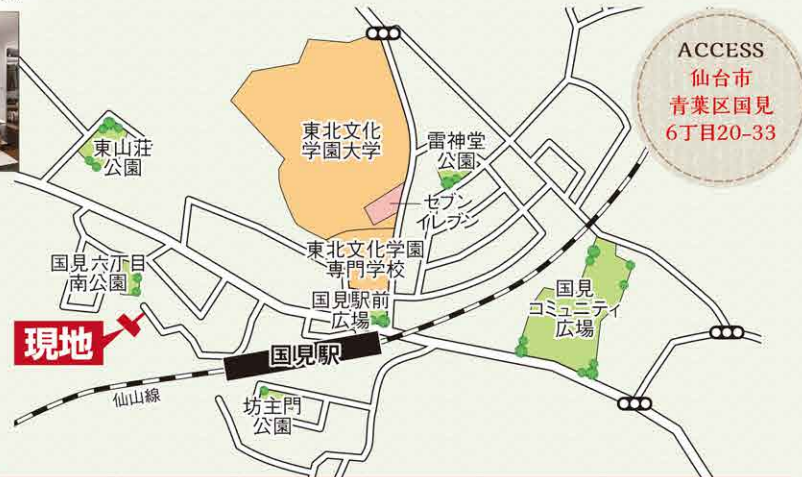 ACCESS
仙台市
青葉区国見
6丁目20-33
東北文化
学園大学
雷神堂
公園
東山荘
公園
セブン
イレブン
東北文化学園
専門学校
国見六丁目
南公園
国見駅前
広場
国見
コミュニティ
広場
現地
国見駅
仙山線
坊主門
公園